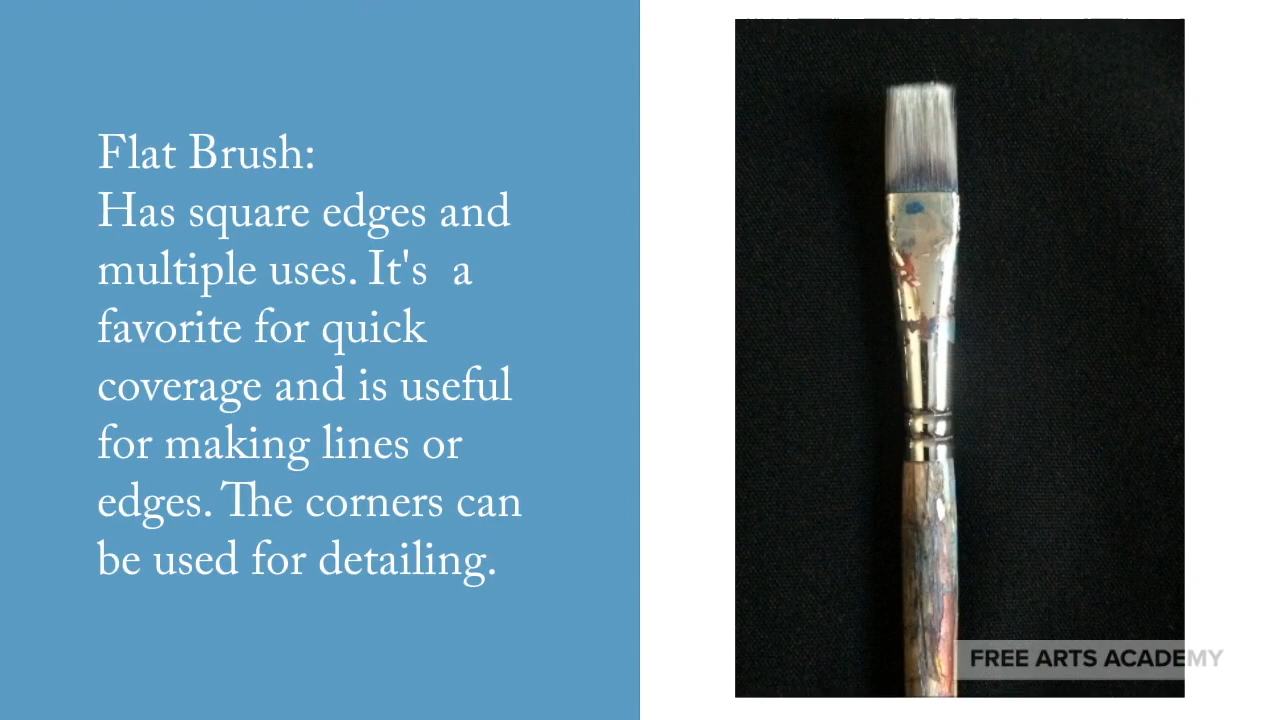 Flat Brush:
Has square edges and
multiple uses. It's  a
favorite for quick
coverage and is useful
for making lines or
edges. The corners can
be used for detailing.
FREE ARTS ACADEMY